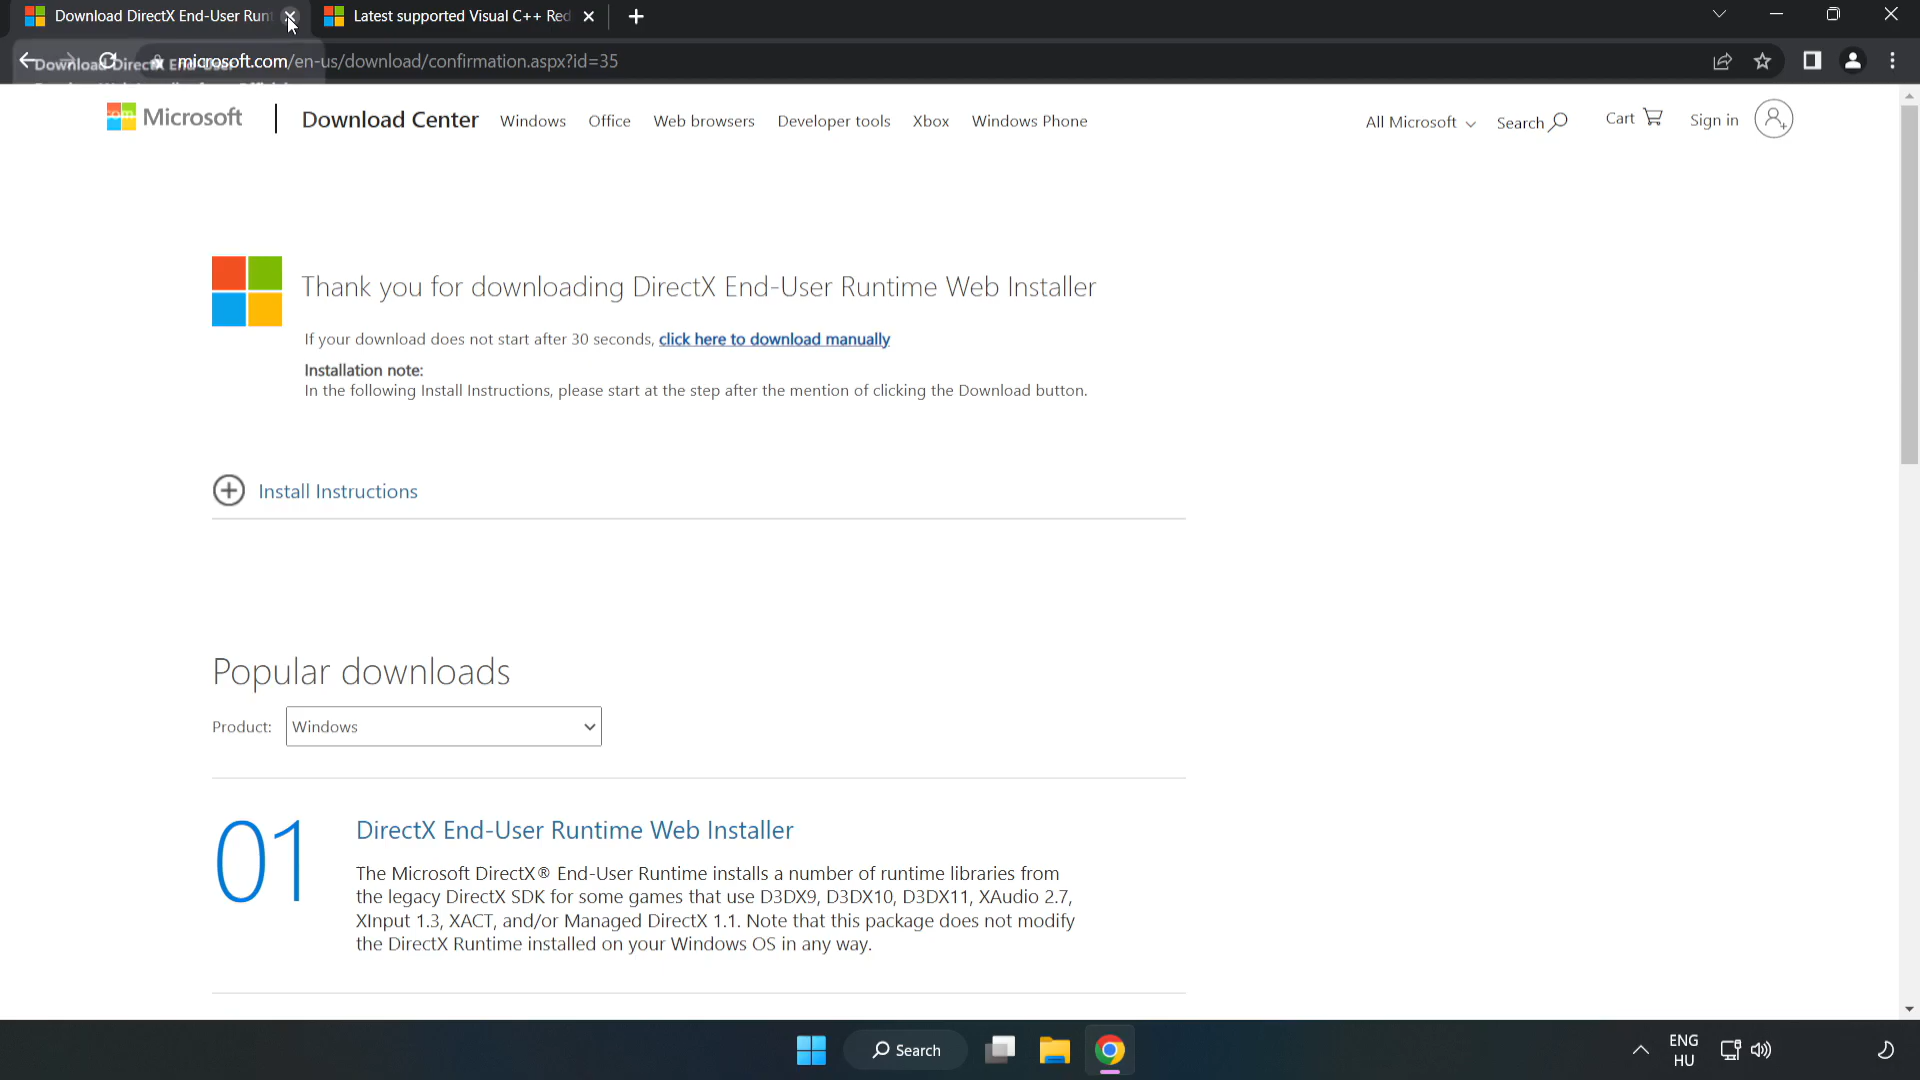 Download DirectX End-User Runt
Latest supported Visual C++ Red
microsoft.com/en-us/download/confirmation.aspx?id=35
Download DirectX End-User
Microsoft
Download Center
Windows
Office
Web browsers
Developer tools
Xbox
Windows Phone
All Microsoft
Search
Cart
Sign in
Thank you for downloading DirectX End-User Runtime Web Installer
If your download does not start after 30 seconds, click here to download manually
Installation note:
In the following Install Instructions, please start at the step after the mention of clicking the Download button.
Install Instructions
Popular downloads
Product: Windows
01
DirectX End-User Runtime Web Installer
The Microsoft DirectX® End-User Runtime installs a number of runtime libraries from
the legacy DirectX SDK for some games that use D3DX9, D3DX10, D3DX11, XAudio 2.7,
XInput 1.3, XACT, and/or Managed DirectX 1.1. Note that this package does not modify
the DirectX Runtime installed on your Windows OS in any way.
Search
ENG
HU